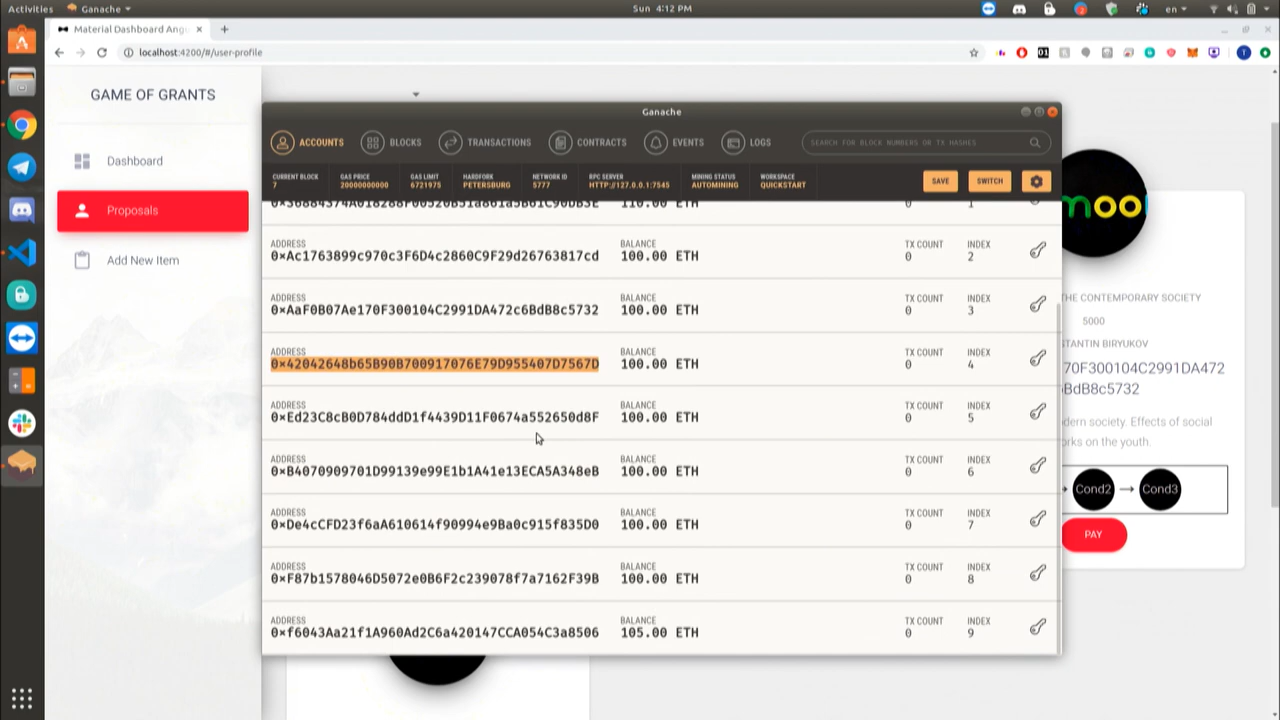 Activities
Ganache
Sun 4:12 PM
en
Material Dashboard Ang
localhost:4200/#/user-profile
GAME OF GRANTS
Dashboard
Proposals
Add New Item
Ganache
ACCOUNTS
BLOCKS
TRANSACTIONS
CONTRACTS
EVENTS
LOGS
SEARCH FOR BLOCK NUMBERS OR TX HASHES
CURRENT BLOCK
7
GAS PRICE
20000000000
GAS LIMIT
6721975
HARDFORK
PETERSBURG
NETWORK ID
5777
RPC SERVER
HTTP://127.0.0.1:7545
MINING STATUS
AUTOMINING
WORKSPACE
QUICKSTART
SAVE
SWITCH
110.00 ETH 0 1
ADDRESS BALANCE TX COUNT INDEX
0xAc1763899c970c3F6D4c2860C9F29d26763817cd 100.00 ETH 0 2
ADDRESS BALANCE TX COUNT INDEX
0xAaF0B07Ae170F300104C2991DA472c6BdB8c5732 100.00 ETH 0 3
ADDRESS BALANCE TX COUNT INDEX
0x42042648b65B90B700917076E79D955407D7567D 100.00 ETH 0 4
ADDRESS BALANCE TX COUNT INDEX
0xEd23C8cB0D784ddD1f4439D11F0674a552650d8F 100.00 ETH 0 5
ADDRESS BALANCE TX COUNT INDEX
0xB4070909701D99139e99E1b1A41e13ECA5A348eB 100.00 ETH 0 6
ADDRESS BALANCE TX COUNT INDEX
0xDe4cCFD23f6aA610614f90994e9Ba0c915f835D0 100.00 ETH 0 7
ADDRESS BALANCE TX COUNT INDEX
0xF87b1578046D5072e0B6F2c239078f7a7162F39B 100.00 ETH 0 8
ADDRESS BALANCE TX COUNT INDEX
0xf6043Aa21f1A960Ad2C6a420147CCA054C3a8506 105.00 ETH 0 9
moo
THE CONTEMPORARY SOCIETY
5000
STANTIN BIRYUKOV
70F300104C2991DA472
BdB8c5732
dern society. Effects of social
rks on the youth.
Cond2 → Cond3
PAY